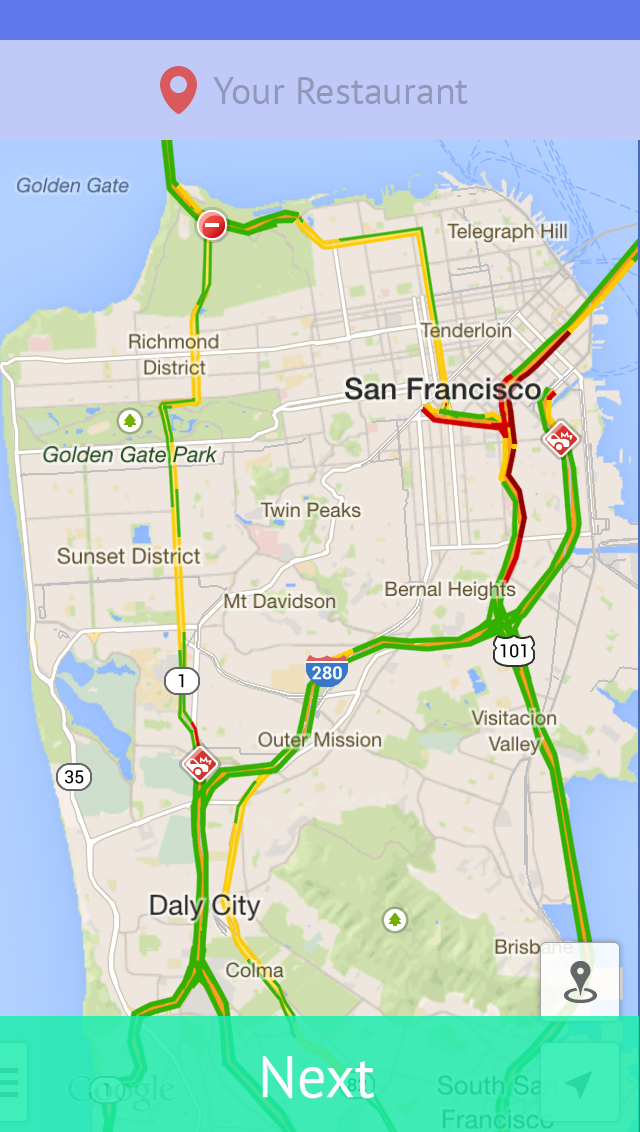 Your Restaurant
Golden Gate
Telegraph Hill
Richmond
District
Tenderloin
San Francisco
Golden Gate Park
Twin Peaks
Sunset District
Bernal Heights
Mt Davidson
101
280
1
Visitacion
Valley
Outer Mission
35
Daly City
Brisbane
Colma
Next
Google
1
82
South San
Francisco